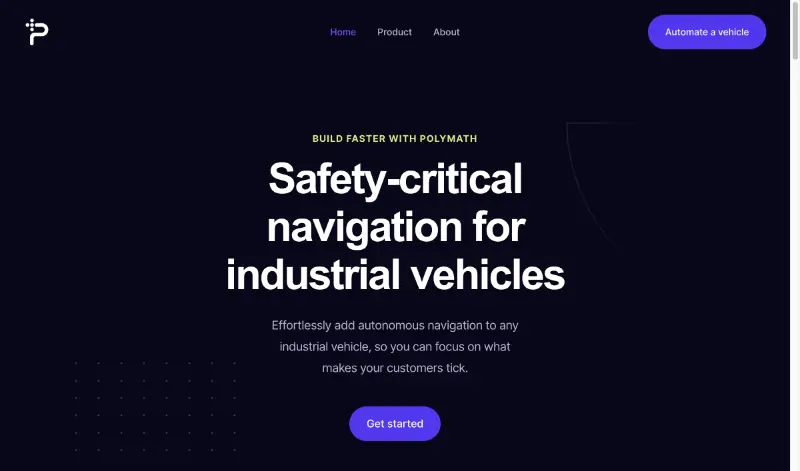 Home Product About Automate a vehicle
BUILD FASTER WITH POLYMATH
Safety-critical
navigation for
industrial vehicles
Effortlessly add autonomous navigation to any
industrial vehicle, so you can focus on what
makes your customers tick.
Get started